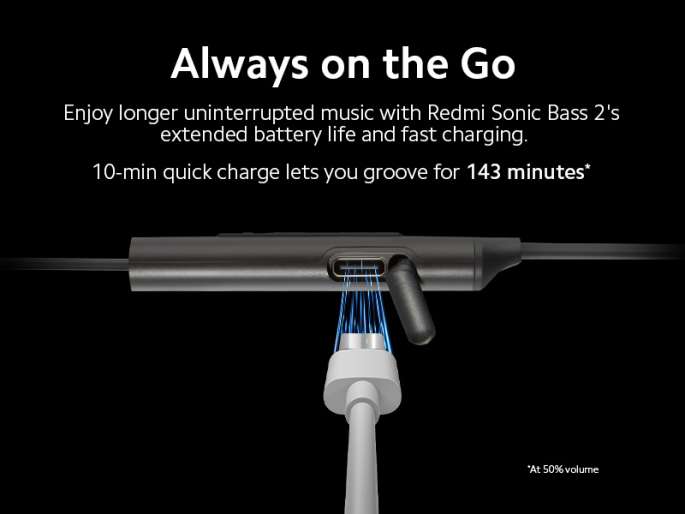 Always on the Go
Enjoy longer uninterrupted music with Redmi Sonic Bass 2's
extended battery life and fast charging.
10-min quick charge lets you groove for 143 minutes*
*At 50% volume